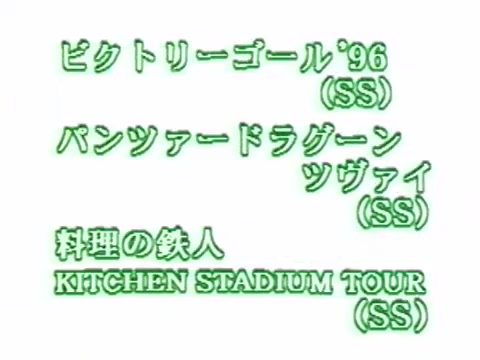 ビクトリーゴール'96
(SS)
パンツァードラグーン
ツヴァイ
(SS)
料理の鉄人
KITCHEN STADIUM TOUR
(SS)